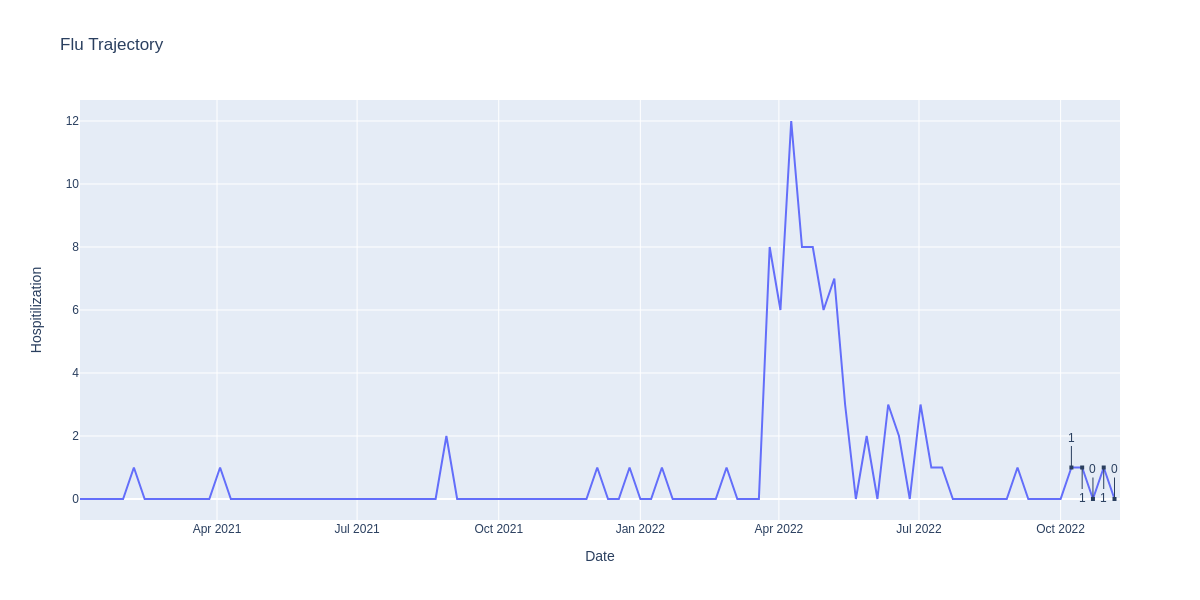 Flu Trajectory
Hospitilization
12
10
8
6
4
2
0
1
1
0
1
0
Apr 2021
Jul 2021
Oct 2021
Jan 2022
Apr 2022
Jul 2022
Oct 2022
Date